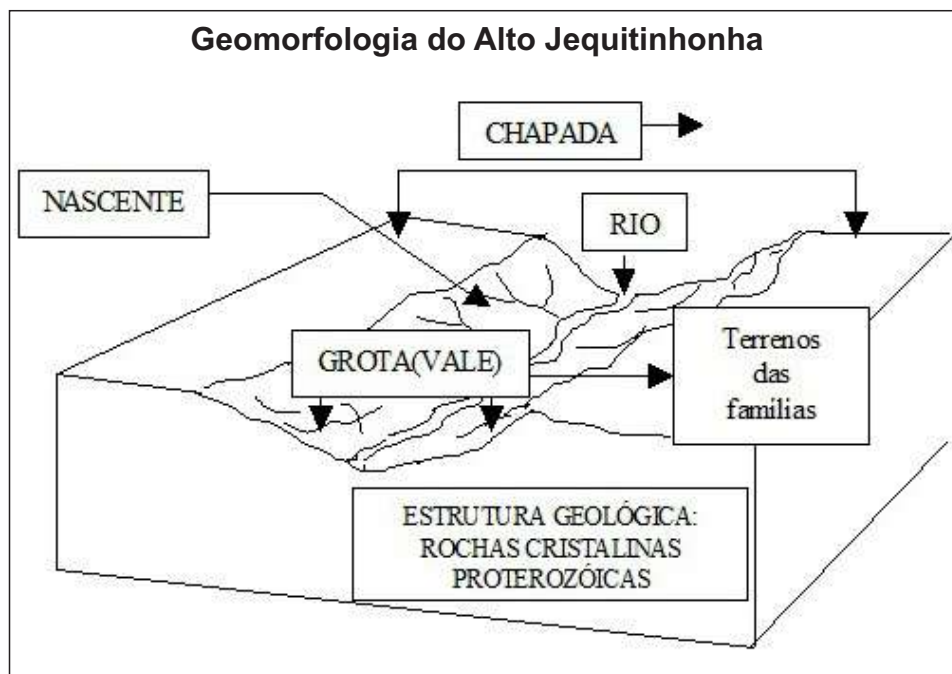 Geomorfologia do Alto Jequitinhonha
CHAPADA
NASCENTE
RIO
GROTA(VALE)
Terrenos
das
famílias
ESTRUTURA GEOLÓGICA:
ROCHAS CRISTALINAS
PROTEROZÓICAS